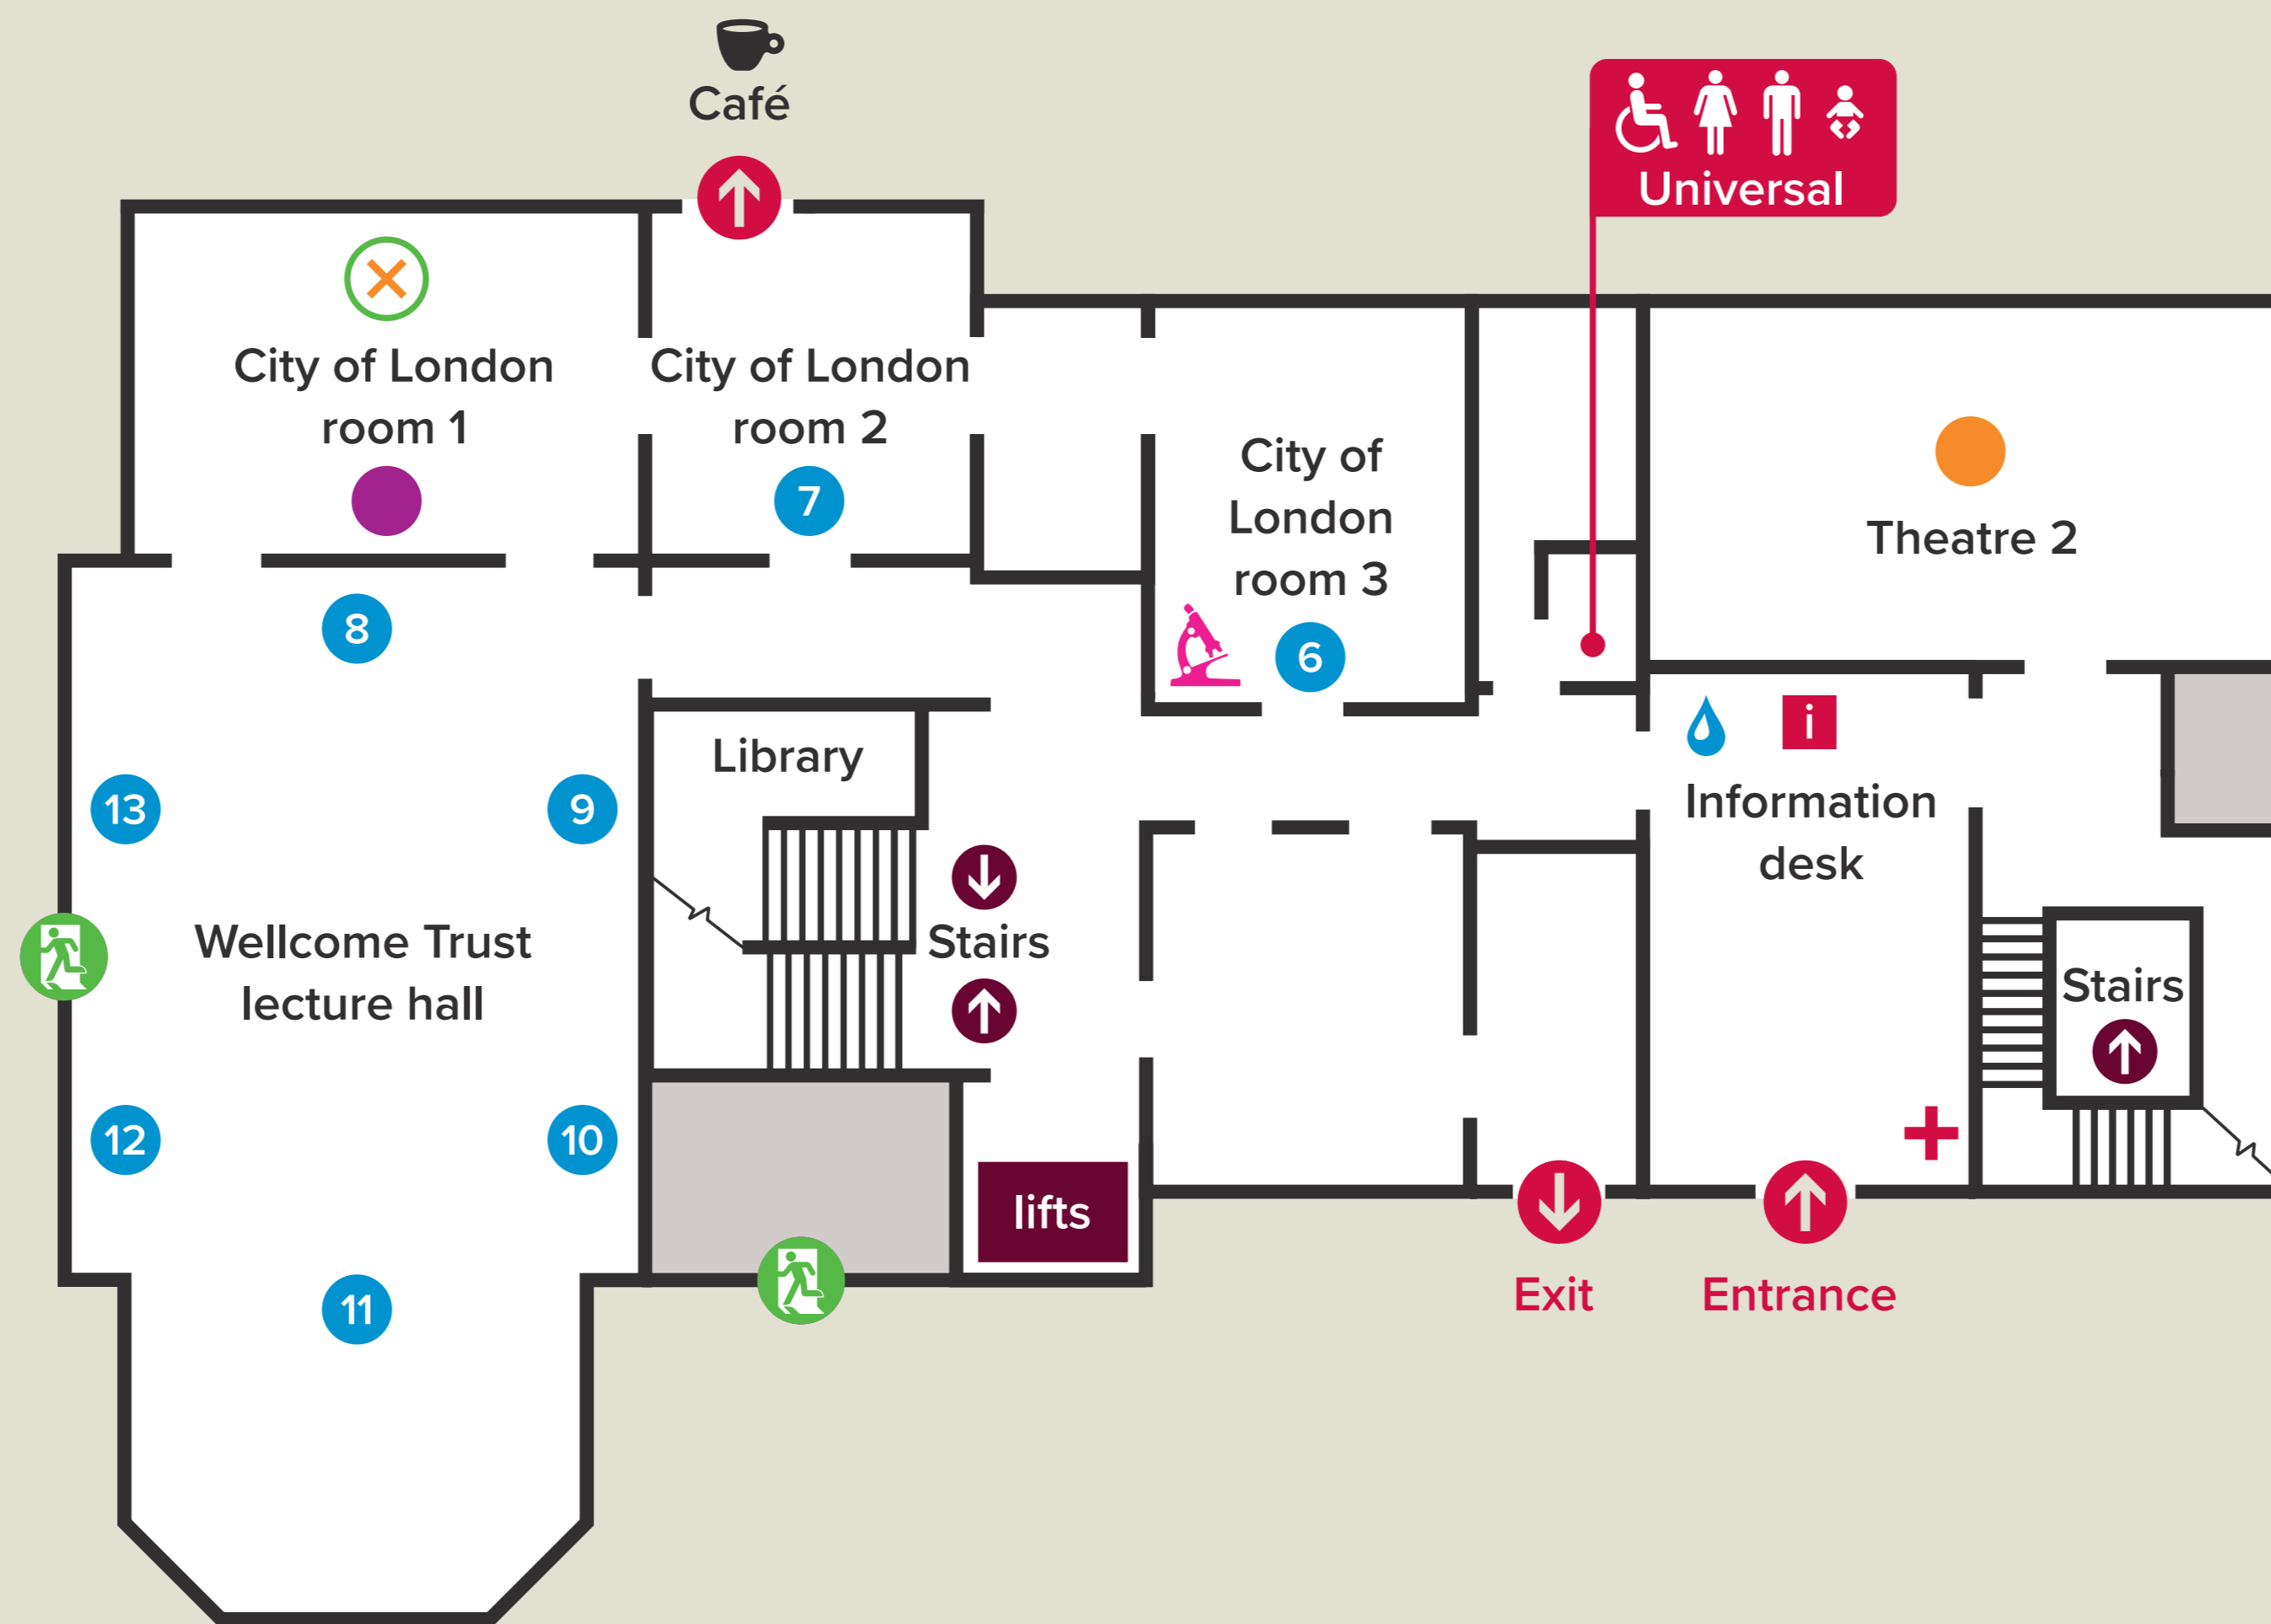 Café
Universal
City of London
room 1
City of London
room 2
7
City of
London
room 3
6
Theatre 2
8
Library
i
Information
desk
13
9
Wellcome Trust
lecture hall
Stairs
Stairs
12
10
lifts
11
Exit
Entrance